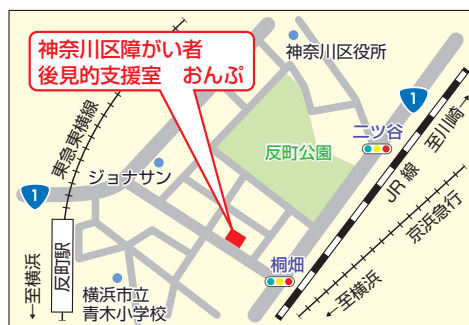 神奈川区障がい者
後見的支援室　おんぷ
神奈川区役所
1
二ツ谷
至川崎
東急東横線
反町公園
ジョナサン
JR線
1
京浜急行
反町駅
桐畑
←至横浜
横浜市立
青木小学校
←至横浜